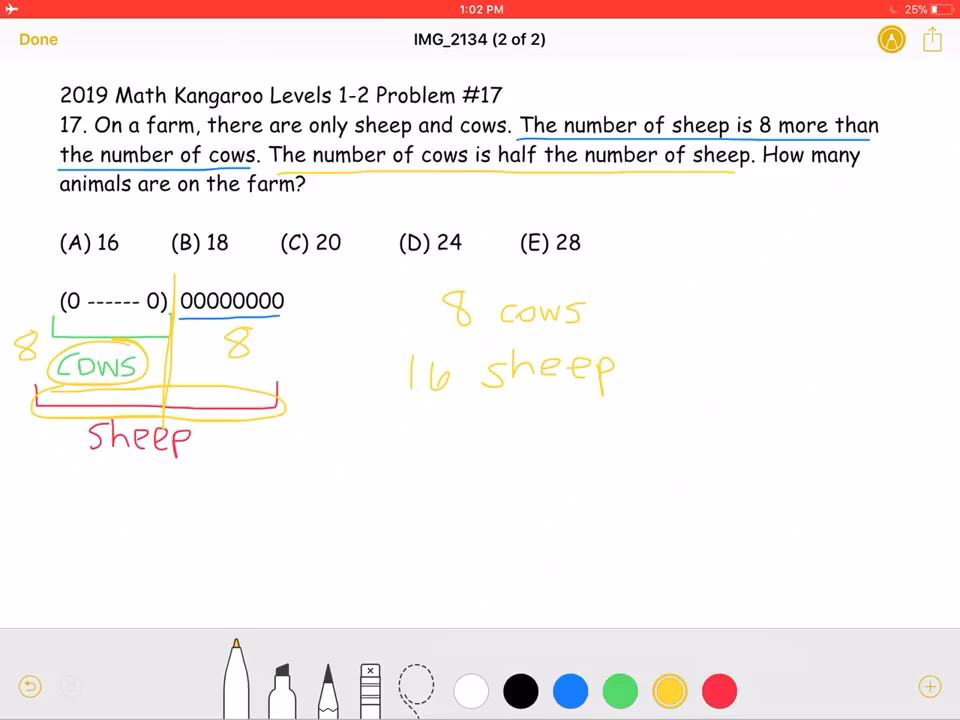 1:02 PM
25%
Done
IMG_2134 (2 of 2)
2019 Math Kangaroo Levels 1-2 Problem #17
17. On a farm, there are only sheep and cows. The number of sheep is 8 more than
the number of cows. The number of cows is half the number of sheep. How many
animals are on the farm?
(A) 16 (B) 18 (C) 20 (D) 24 (E) 28
(0 ------ 0) 00000000
8 cows
8 8
cows
16 sheep
sheep